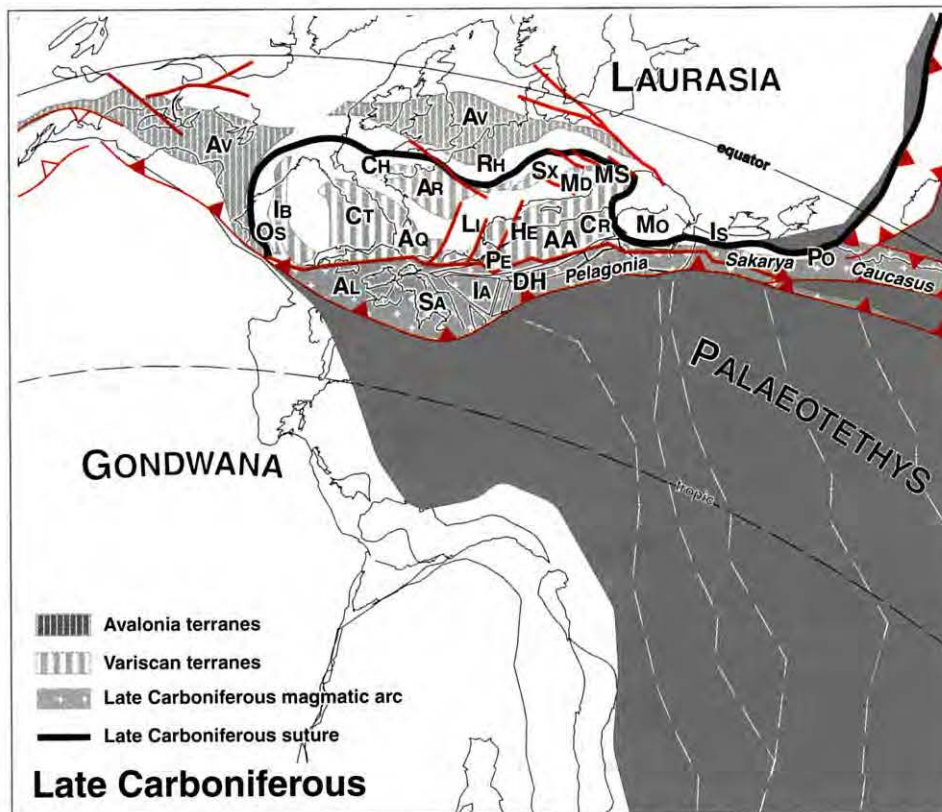 LAURASIA
equator
AV
AV
CH
RH
SX
MD
MS
AR
IB
OS
CT
AQ
LI
HE
AA
CR
MO
IS
PO
PE
AL
SA
IA
DH
Pelagonia
Sakarya
Caucasus
PALAEOTETHYS
GONDWANA
tropic
Avalonia terranes
Variscan terranes
Late Carboniferous magmatic arc
Late Carboniferous suture
Late Carboniferous